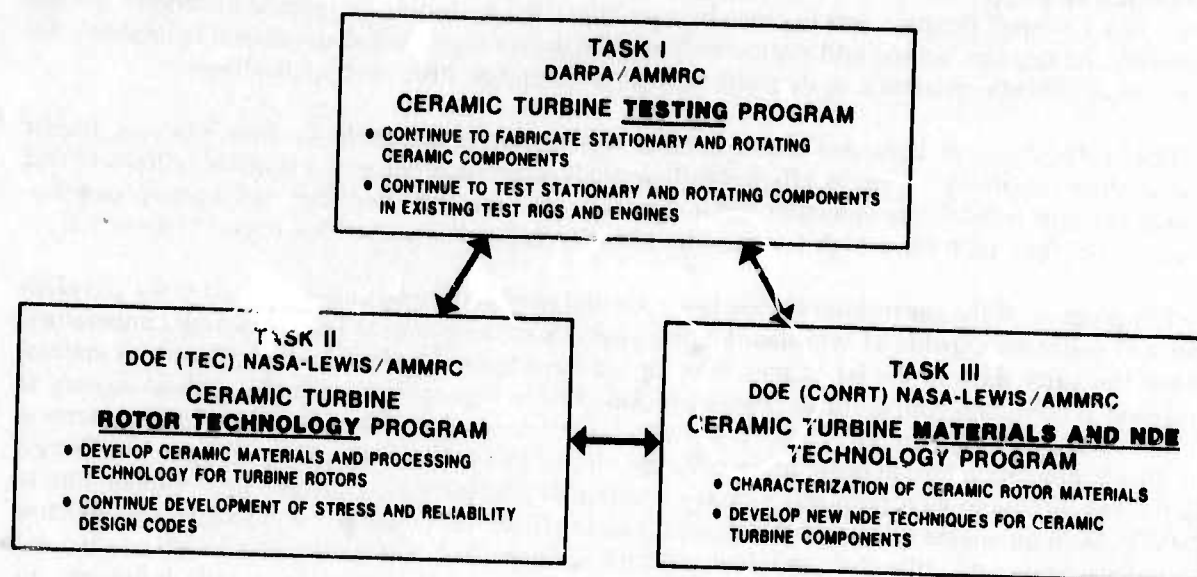 TASK I
DARPA/AMMRC
CERAMIC TURBINE TESTING PROGRAM
• CONTINUE TO FABRICATE STATIONARY AND ROTATING
CERAMIC COMPONENTS
• CONTINUE TO TEST STATIONARY AND ROTATING COMPONENTS
IN EXISTING TEST RIGS AND ENGINES
TASK II
DOE (TEC) NASA-LEWIS/AMMRC
CERAMIC TURBINE
ROTOR TECHNOLOGY PROGRAM
• DEVELOP CERAMIC MATERIALS AND PROCESSING
TECHNOLOGY FOR TURBINE ROTORS
• CONTINUE DEVELOPMENT OF STRESS AND RELIABILITY
DESIGN CODES
TASK III
DOE (CONRT) NASA-LEWIS/AMMRC
CERAMIC TURBINE MATERIALS AND NDE
TECHNOLOGY PROGRAM
• CHARACTERIZATION OF CERAMIC ROTOR MATERIALS
• DEVELOP NEW NDE TECHNIQUES FOR CERAMIC
TURBINE COMPONENTS